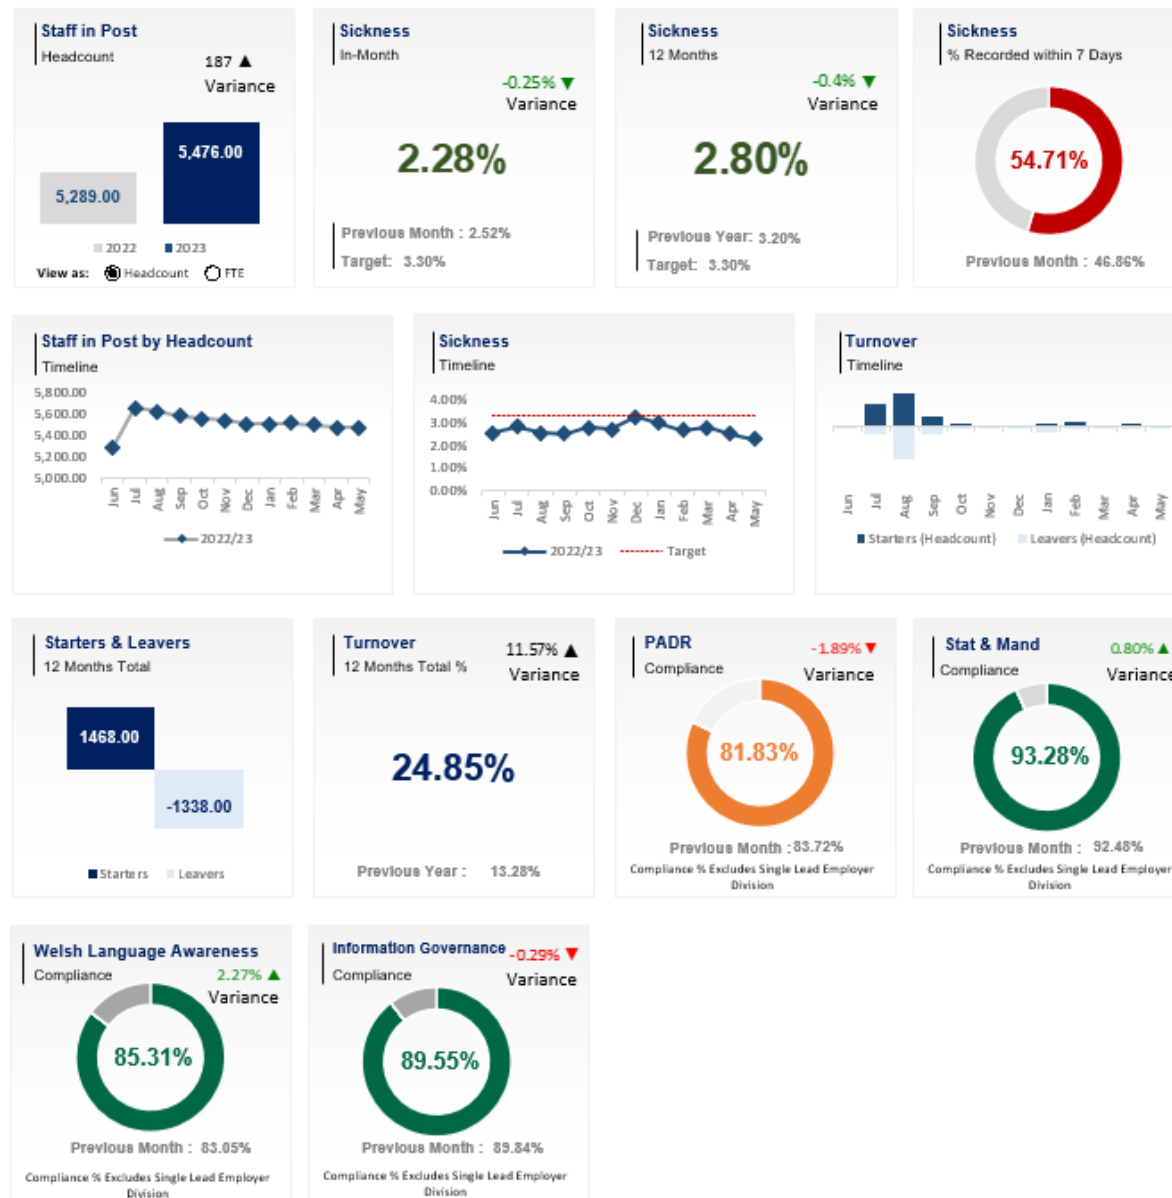 Staff in Post
Headcount
187 ▲
Variance
5,289.00
5,476.00
2022 2023
View as: Headcount FTE
Sickness
In-Month
-0.25% ▼
Variance
2.28%
Previous Month : 2.52%
Target: 3.30%
Sickness
12 Months
-0.4% ▼
Variance
2.80%
Previous Year: 3.20%
Target: 3.30%
Sickness
% Recorded within 7 Days
54.71%
Previous Month : 46.86%
Staff in Post by Headcount
Timeline
5,800.00
5,600.00
5,400.00
5,200.00
5,000.00
Jun Jul Aug Sep Oct Nov Dec Jan Feb Mar Apr May
2022/23
Sickness
Timeline
4.00%
3.00%
2.00%
1.00%
0.00%
Jun Jul Aug Sep Oct Nov Dec Jan Feb Mar Apr May
2022/23 Target
Turnover
Timeline
Jun Jul Aug Sep Oct Nov Dec Jan Feb Mar Apr May
Starters (Headcount) Leavers (Headcount)
Starters & Leavers
12 Months Total
1468.00
-1338.00
Starters Leavers
Turnover
12 Months Total %
11.57% ▲
Variance
24.85%
Previous Year : 13.28%
PADR
Compliance
-1.89% ▼
Variance
81.83%
Previous Month : 83.72%
Compliance % Excludes Single Lead Employer
Division
Stat & Mand
Compliance
0.80% ▲
Variance
93.28%
Previous Month : 92.48%
Compliance % Excludes Single Lead Employer
Division
Welsh Language Awareness
Compliance
2.27% ▲
Variance
85.31%
Previous Month : 83.05%
Compliance % Excludes Single Lead Employer
Division
Information Governance
Compliance
-0.29% ▼
Variance
89.55%
Previous Month : 89.84%
Compliance % Excludes Single Lead Employer
Division